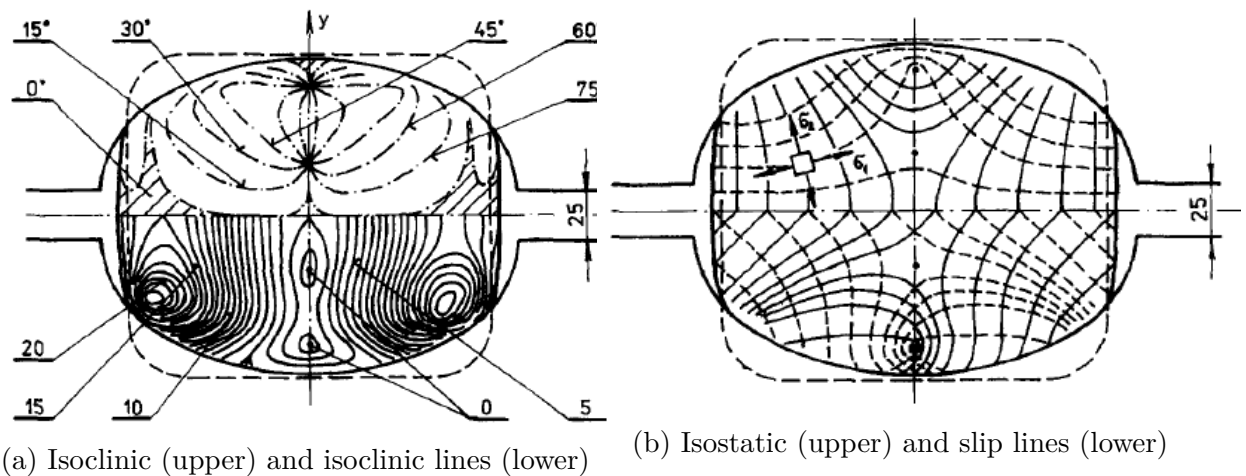 15° 30° y 45° 60
0° 75
25
20
15 10 0 5
(a) Isoclinic (upper) and isoclinic lines (lower)
σ₂
σ₁
25
(b) Isostatic (upper) and slip lines (lower)